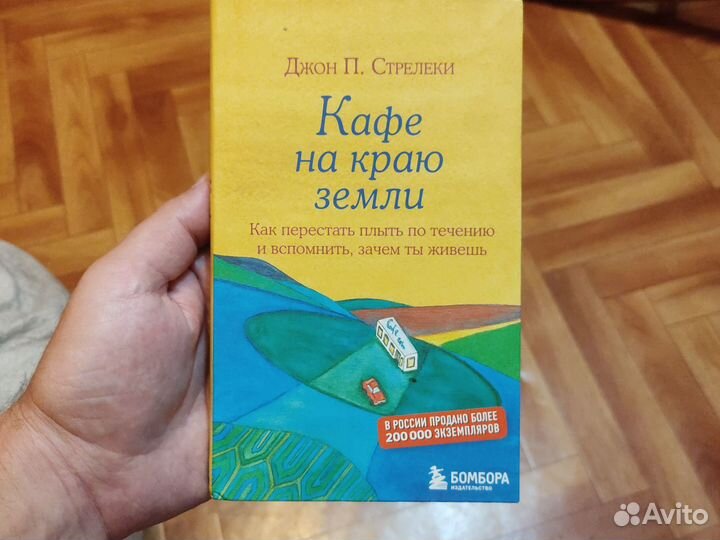 Джон П. Стрелеки
Кафе
на краю
земли
Как перестать плыть по течению
и вспомнить, зачем ты живешь
В РОССИИ ПРОДАНО БОЛЕЕ
200 000 ЭКЗЕМПЛЯРОВ
БОМБОРА
ИЗДАТЕЛЬСТВО
Avito